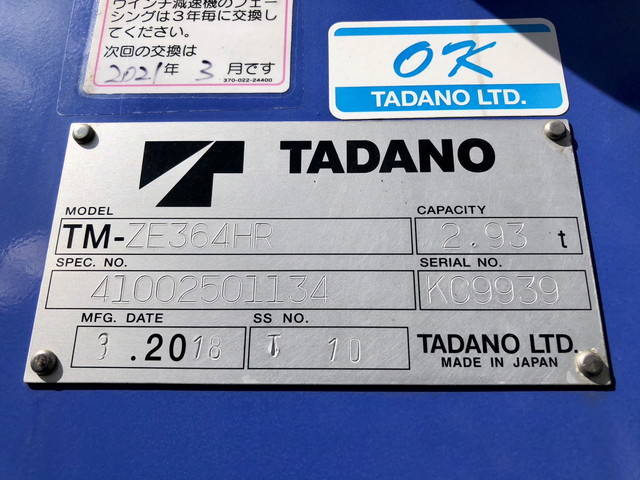 ウインチ減速機のフェー
シングは3年毎に交換し
てください。
次回の交換は
2021年 3月です
370-022-24400
OK
TADANO LTD.
TADANO
MODEL
TM-ZE364HR
CAPACITY
2.93 t
SPEC. NO.
41002501134
SERIAL NO.
KC9939
MFG. DATE
3 .2018
SS NO.
T 10
TADANO LTD.
MADE IN JAPAN